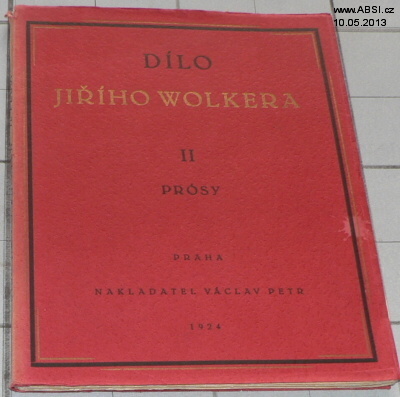 www.ABSI.cz
10.05.2013
DÍLO
JIŘÍHO WOLKERA
II
PRÓSY
PRAHA
NAKLADATEL VÁCLAV PETR
1924